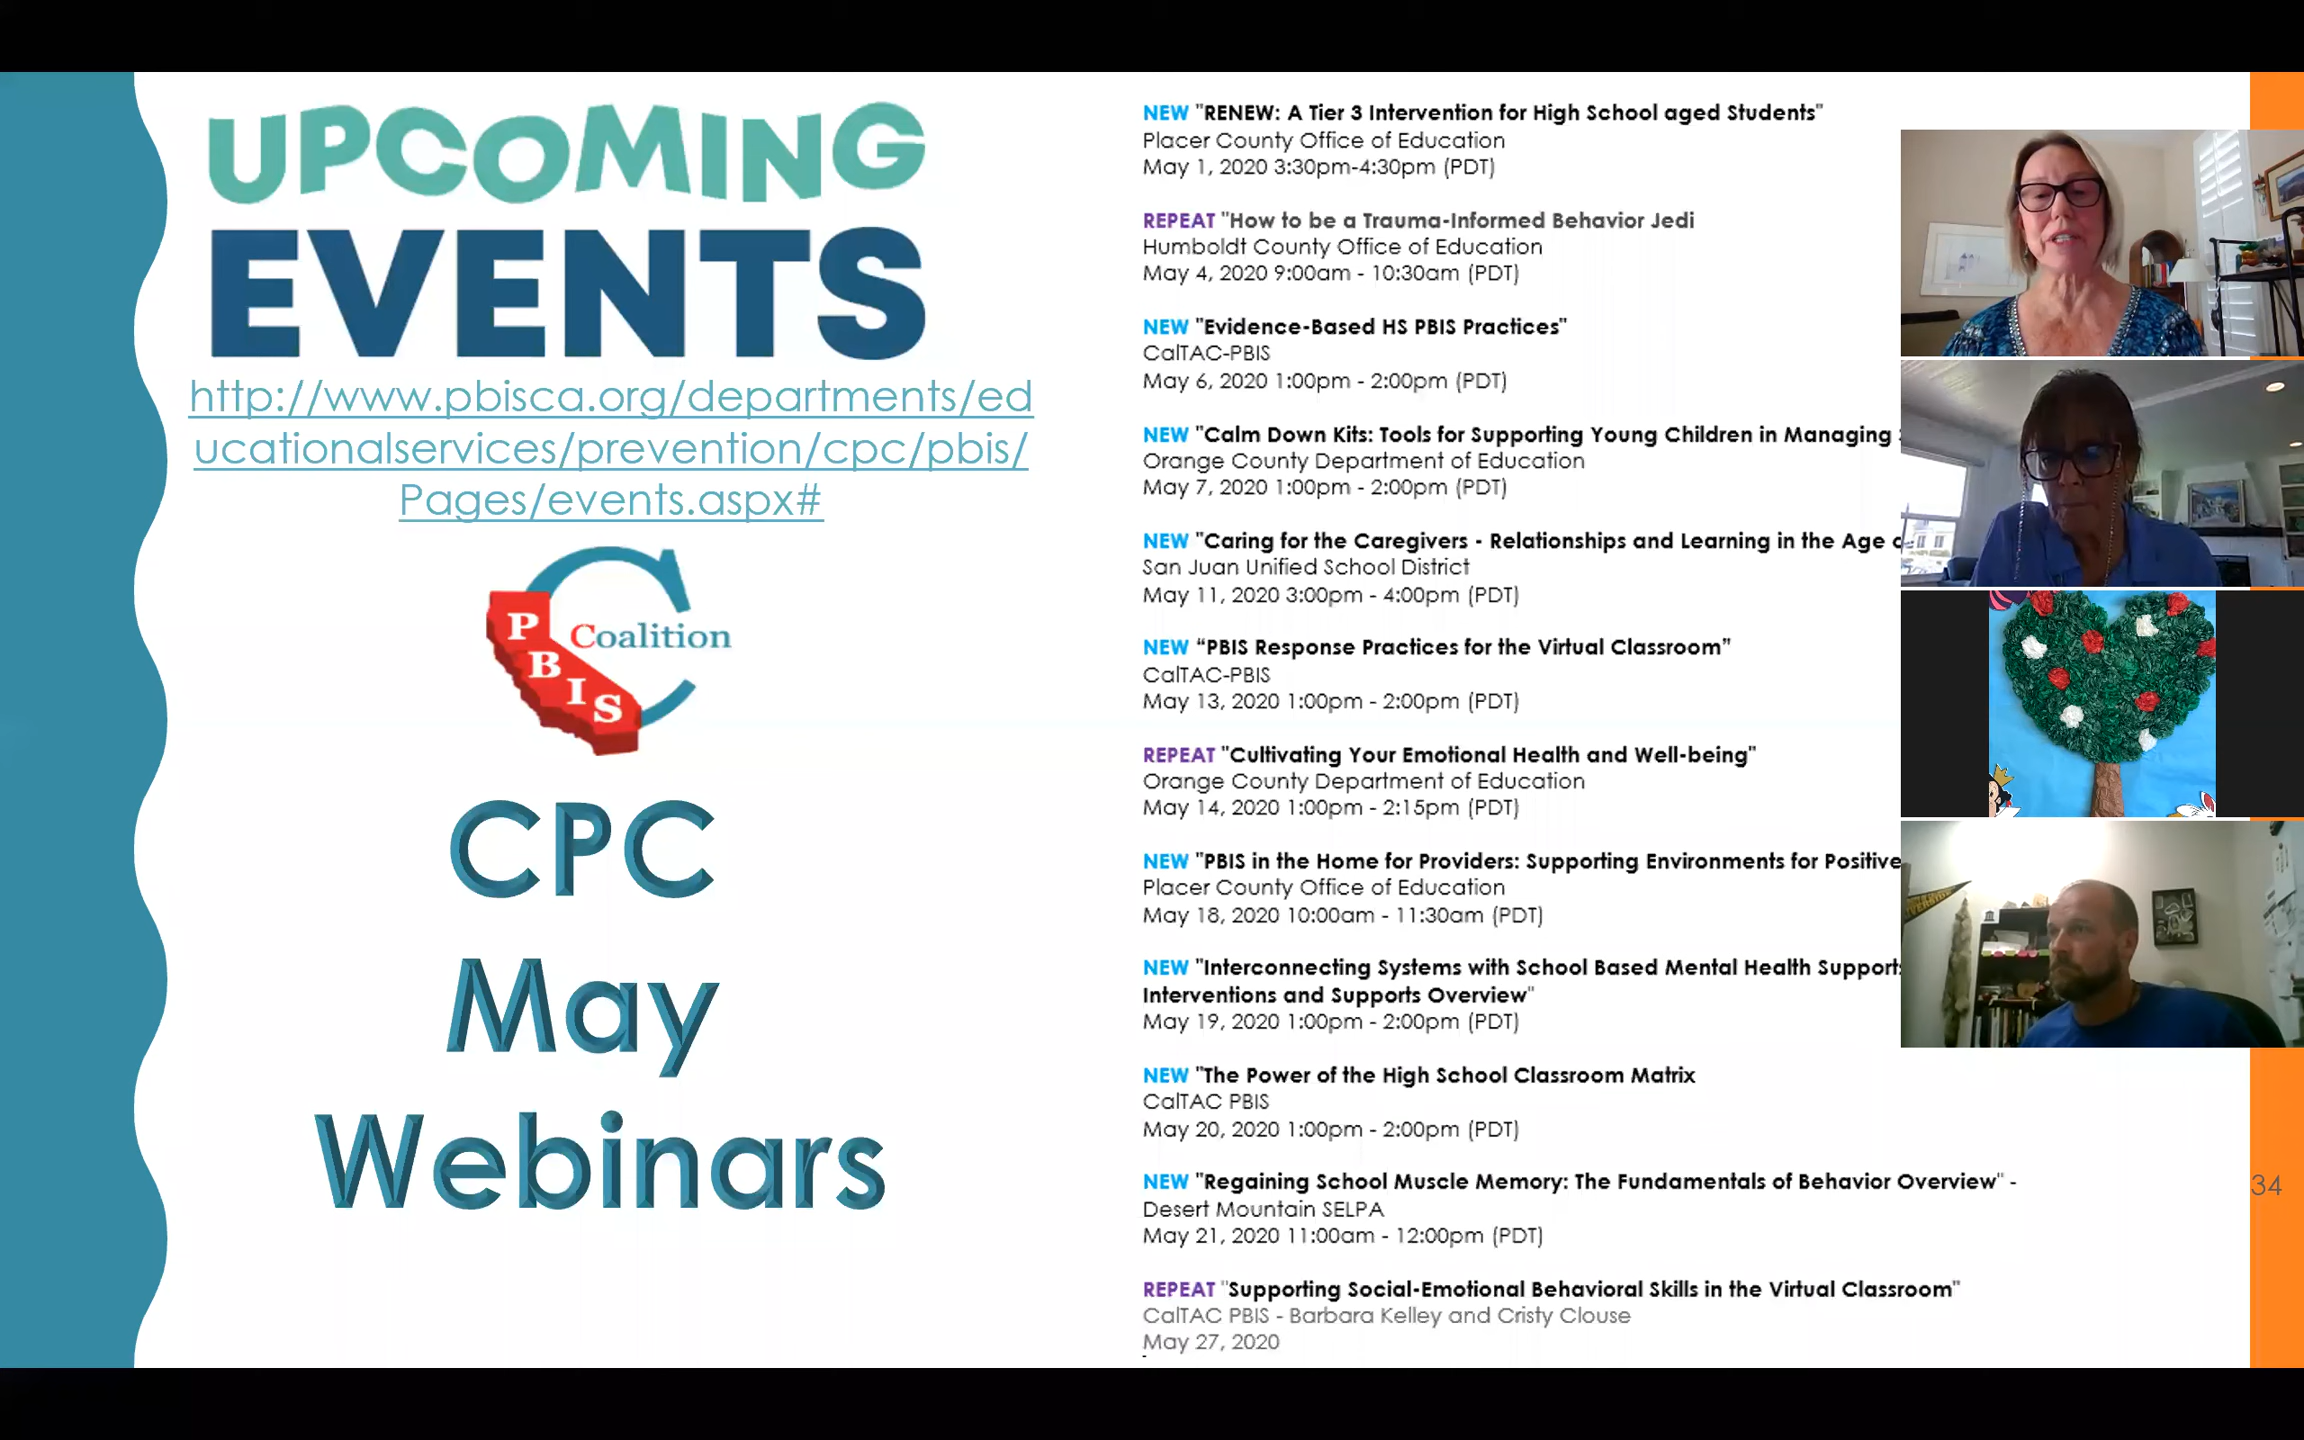 UPCOMING
EVENTS
http://www.pbisca.org/departments/ed
ucationalservices/prevention/cpc/pbis/
Pages/events.aspx#
P
B
I
S
Coalition
CPC
May
Webinars
NEW "RENEW: A Tier 3 Intervention for High School aged Students"
Placer County Office of Education
May 1, 2020 3:30pm-4:30pm (PDT)
REPEAT "How to be a Trauma-Informed Behavior Jedi
Humboldt County Office of Education
May 4, 2020 9:00am - 10:30am (PDT)
NEW "Evidence-Based HS PBIS Practices"
CalTAC-PBIS
May 6, 2020 1:00pm - 2:00pm (PDT)
NEW "Calm Down Kits: Tools for Supporting Young Children in Managing
Orange County Department of Education
May 7, 2020 1:00pm - 2:00pm (PDT)
NEW "Caring for the Caregivers - Relationships and Learning in the Age
San Juan Unified School District
May 11, 2020 3:00pm - 4:00pm (PDT)
NEW “PBIS Response Practices for the Virtual Classroom”
CalTAC-PBIS
May 13, 2020 1:00pm - 2:00pm (PDT)
REPEAT "Cultivating Your Emotional Health and Well-being"
Orange County Department of Education
May 14, 2020 1:00pm - 2:15pm (PDT)
NEW "PBIS in the Home for Providers: Supporting Environments for Positive
Placer County Office of Education
May 18, 2020 10:00am - 11:30am (PDT)
NEW "Interconnecting Systems with School Based Mental Health Support
Interventions and Supports Overview"
May 19, 2020 1:00pm - 2:00pm (PDT)
NEW "The Power of the High School Classroom Matrix
CalTAC PBIS
May 20, 2020 1:00pm - 2:00pm (PDT)
NEW "Regaining School Muscle Memory: The Fundamentals of Behavior Overview" -
Desert Mountain SELPA
May 21, 2020 11:00am - 12:00pm (PDT)
REPEAT "Supporting Social-Emotional Behavioral Skills in the Virtual Classroom"
CalTAC PBIS - Barbara Kelley and Cristy Clouse
May 27, 2020
34